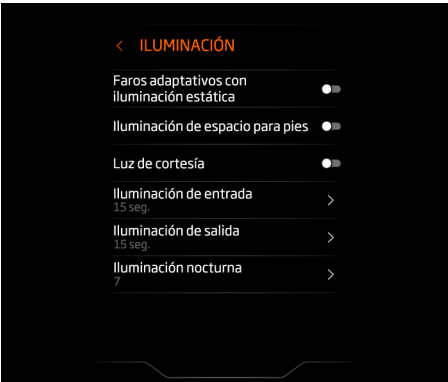 ILUMINACIÓN
Faros adaptativos con
iluminación estática
Iluminación de espacio para pies
Luz de cortesía
Iluminación de entrada
15 seg.
Iluminación de salida
15 seg.
Iluminación nocturna
7